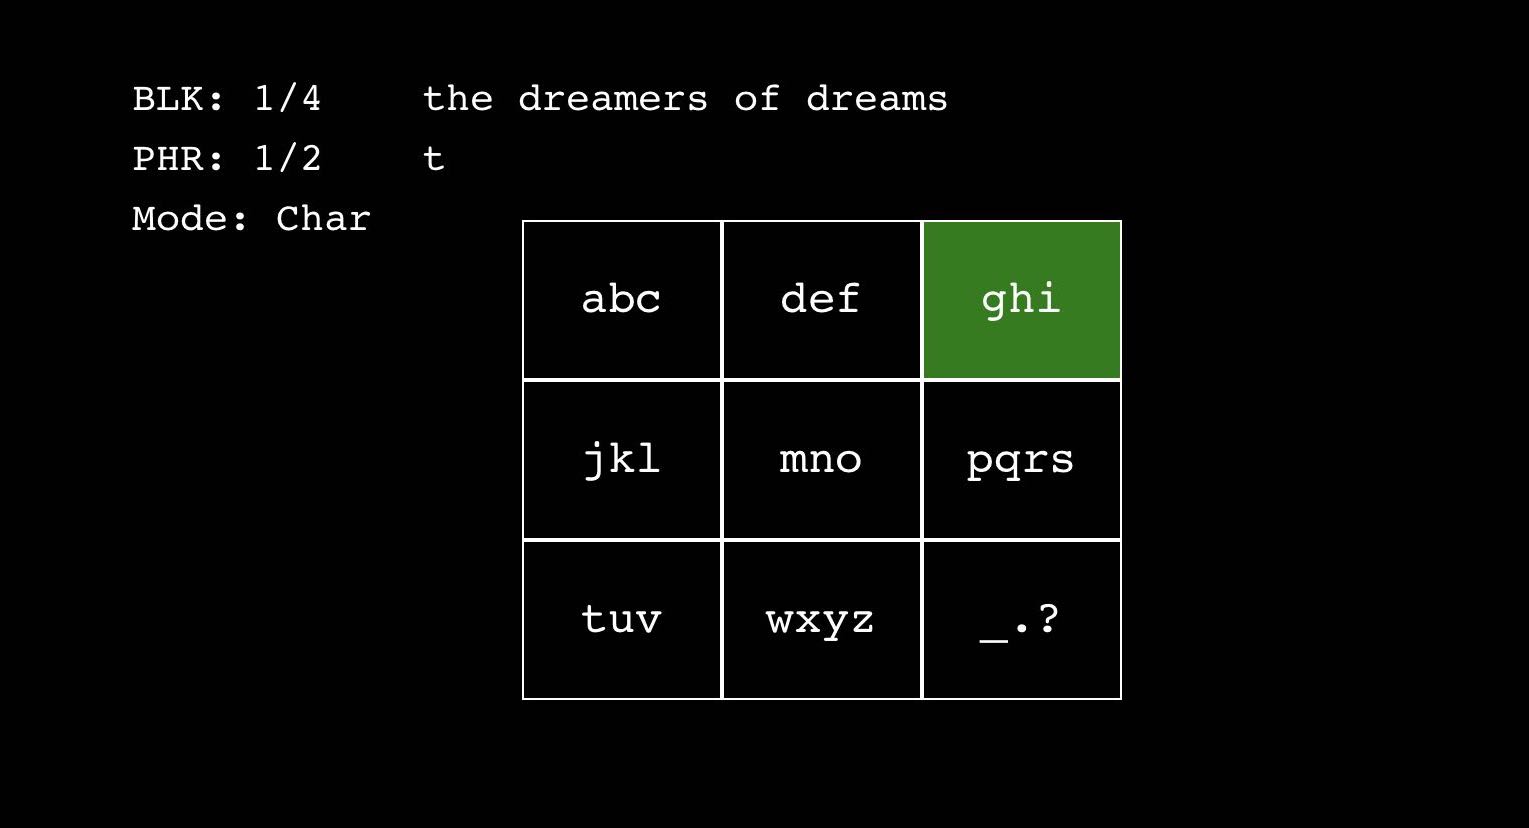 BLK: 1/4 the dreamers of dreams
PHR: 1/2 t
Mode: Char
abc def ghi
jkl mno pqrs
tuv wxyz _.?